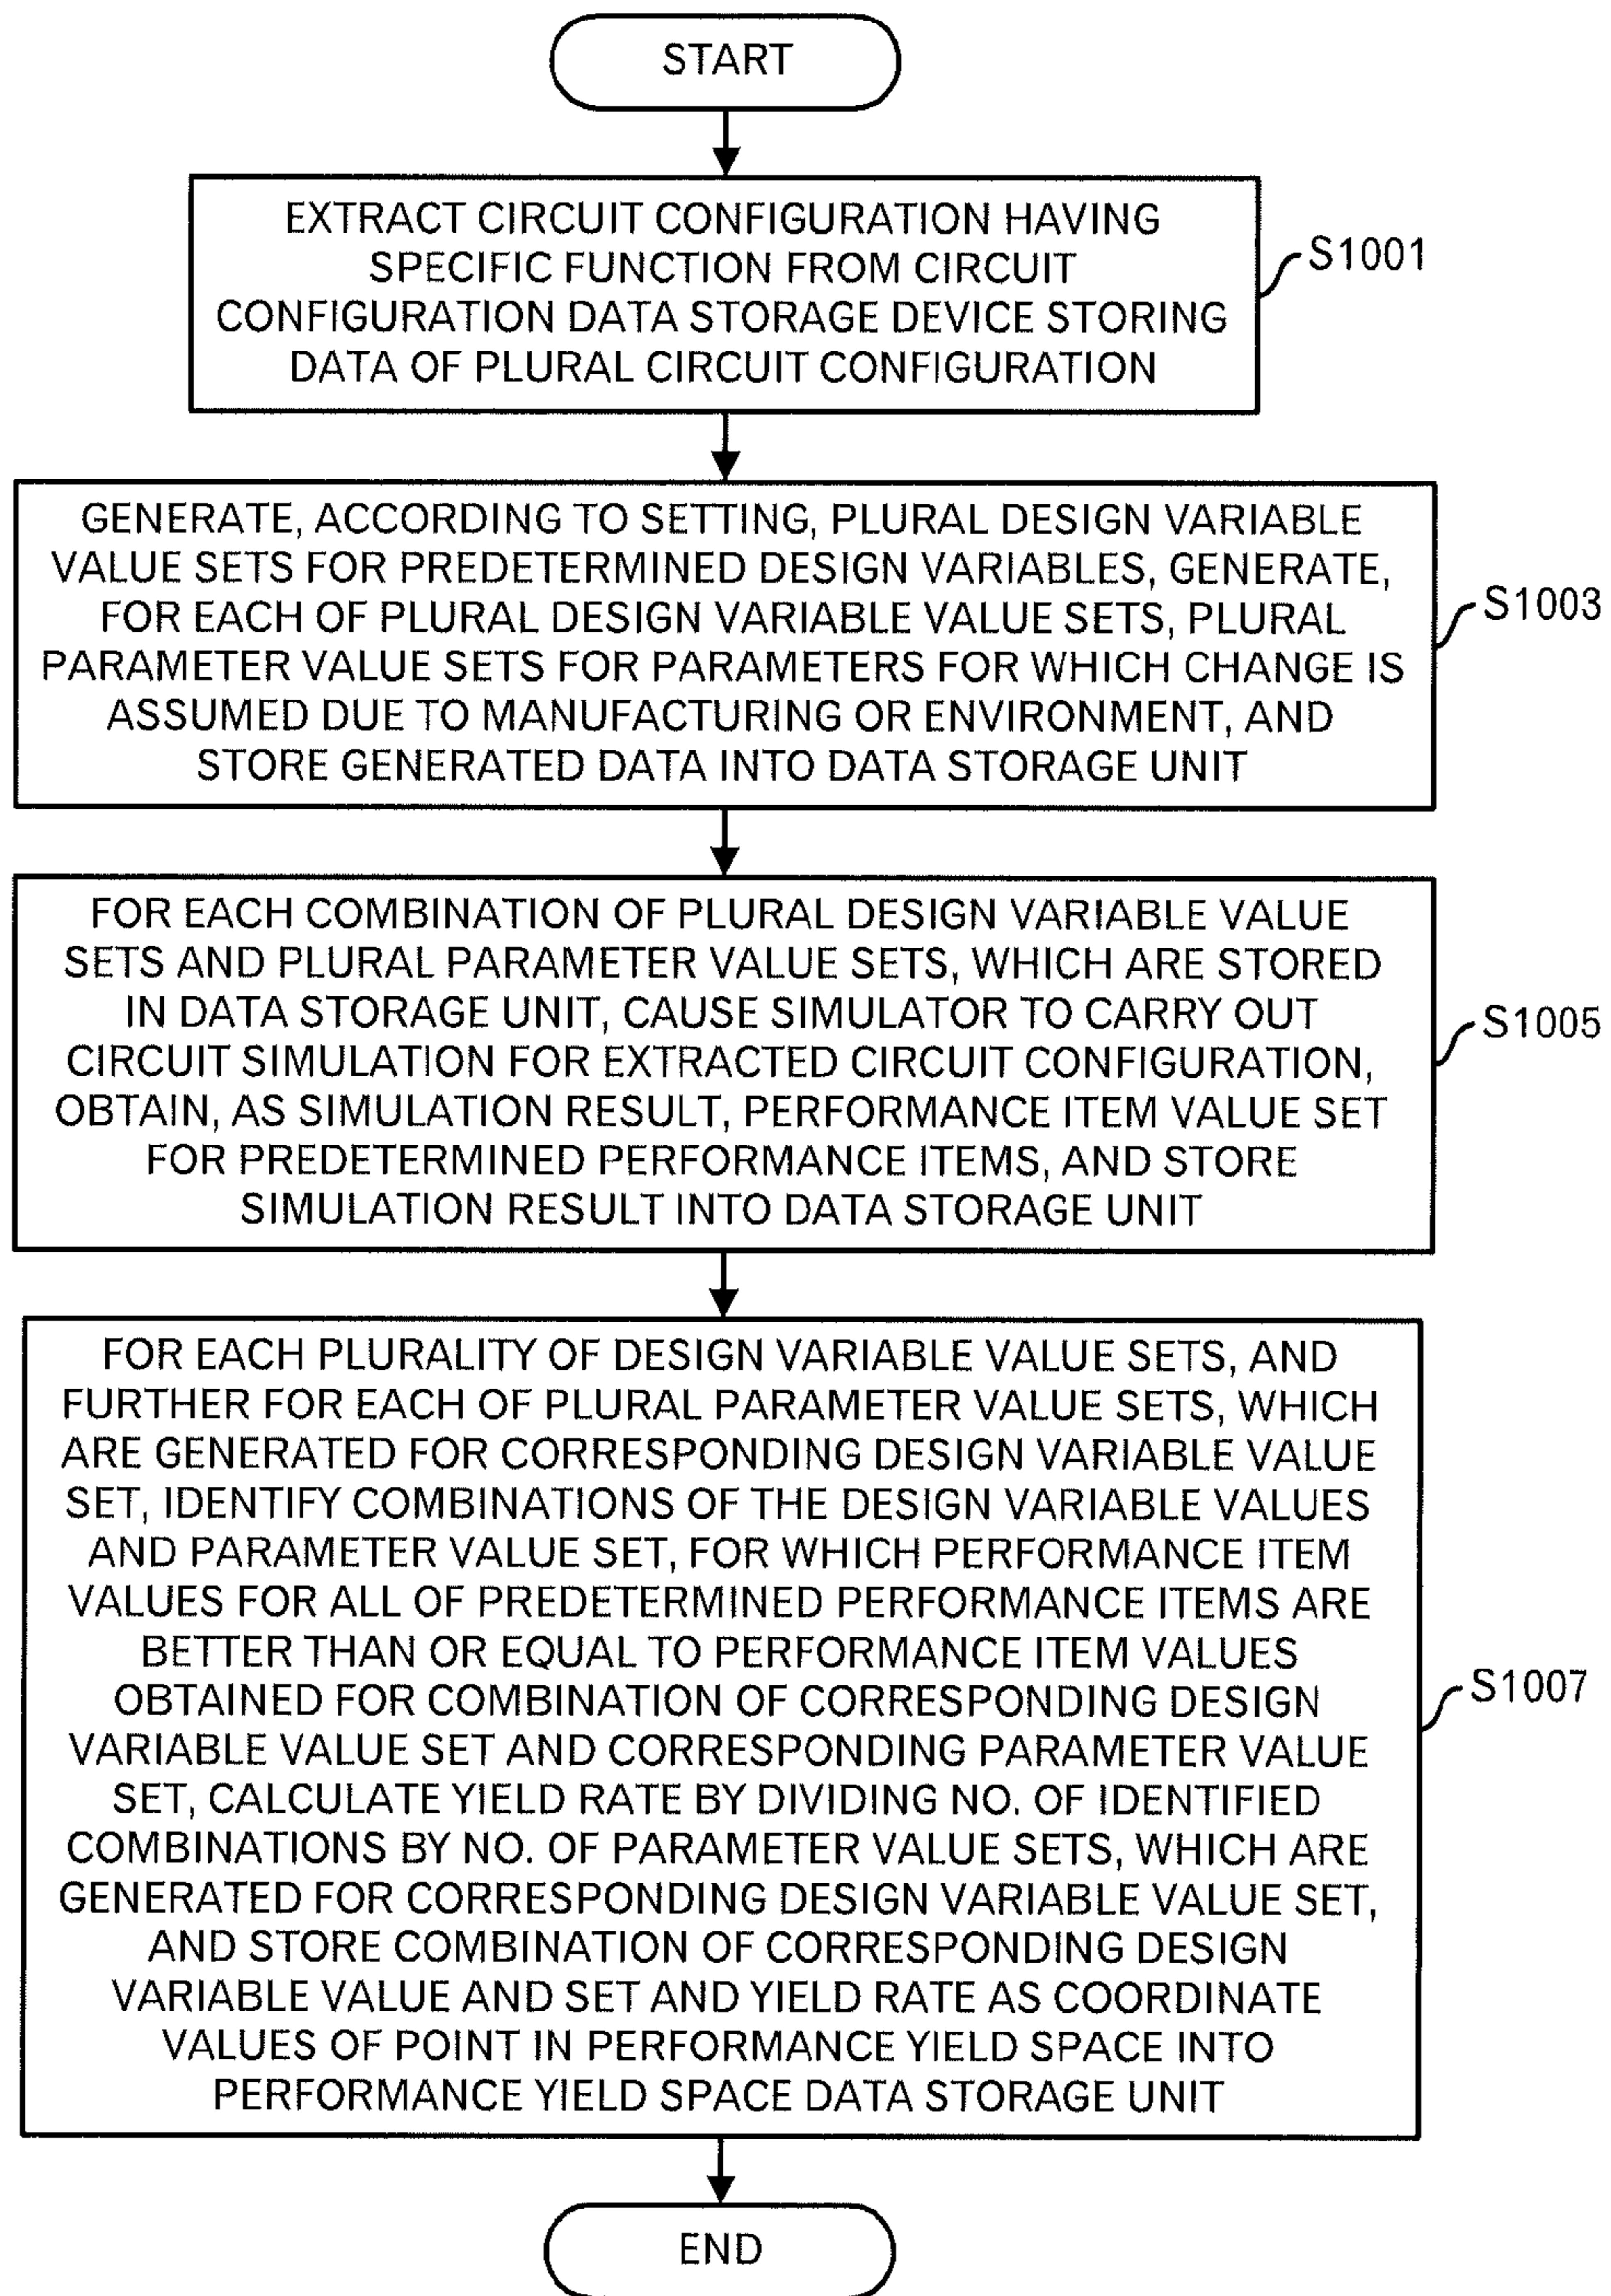 START
EXTRACT CIRCUIT CONFIGURATION HAVING
SPECIFIC FUNCTION FROM CIRCUIT
CONFIGURATION DATA STORAGE DEVICE STORING
DATA OF PLURAL CIRCUIT CONFIGURATION
S1001
GENERATE, ACCORDING TO SETTING, PLURAL DESIGN VARIABLE
VALUE SETS FOR PREDETERMINED DESIGN VARIABLES, GENERATE,
FOR EACH OF PLURAL DESIGN VARIABLE VALUE SETS, PLURAL
PARAMETER VALUE SETS FOR PARAMETERS FOR WHICH CHANGE IS
ASSUMED DUE TO MANUFACTURING OR ENVIRONMENT, AND
STORE GENERATED DATA INTO DATA STORAGE UNIT
S1003
FOR EACH COMBINATION OF PLURAL DESIGN VARIABLE VALUE
SETS AND PLURAL PARAMETER VALUE SETS, WHICH ARE STORED
IN DATA STORAGE UNIT, CAUSE SIMULATOR TO CARRY OUT
CIRCUIT SIMULATION FOR EXTRACTED CIRCUIT CONFIGURATION,
OBTAIN, AS SIMULATION RESULT, PERFORMANCE ITEM VALUE SET
FOR PREDETERMINED PERFORMANCE ITEMS, AND STORE
SIMULATION RESULT INTO DATA STORAGE UNIT
S1005
FOR EACH PLURALITY OF DESIGN VARIABLE VALUE SETS, AND
FURTHER FOR EACH OF PLURAL PARAMETER VALUE SETS, WHICH
ARE GENERATED FOR CORRESPONDING DESIGN VARIABLE VALUE
SET, IDENTIFY COMBINATIONS OF THE DESIGN VARIABLE VALUES
AND PARAMETER VALUE SET, FOR WHICH PERFORMANCE ITEM
VALUES FOR ALL OF PREDETERMINED PERFORMANCE ITEMS ARE
BETTER THAN OR EQUAL TO PERFORMANCE ITEM VALUES
OBTAINED FOR COMBINATION OF CORRESPONDING DESIGN
VARIABLE VALUE SET AND CORRESPONDING PARAMETER VALUE
SET, CALCULATE YIELD RATE BY DIVIDING NO. OF IDENTIFIED
COMBINATIONS BY NO. OF PARAMETER VALUE SETS, WHICH ARE
GENERATED FOR CORRESPONDING DESIGN VARIABLE VALUE SET,
AND STORE COMBINATION OF CORRESPONDING DESIGN
VARIABLE VALUE AND SET AND YIELD RATE AS COORDINATE
VALUES OF POINT IN PERFORMANCE YIELD SPACE INTO
PERFORMANCE YIELD SPACE DATA STORAGE UNIT
S1007
END